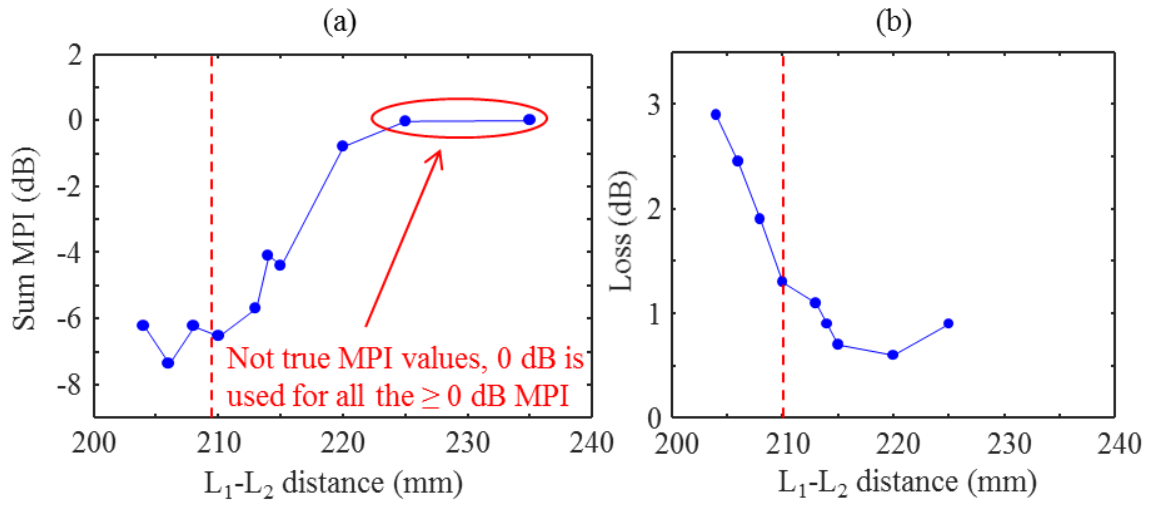 (a)
(b)
2
0
-2
-4
-6
-8
Sum MPI (dB)
Not true MPI values, 0 dB is
used for all the ≥ 0 dB MPI
200 210 220 230 240
L₁-L₂ distance (mm)
3
2
1
0
Loss (dB)
200 210 220 230 240
L₁-L₂ distance (mm)